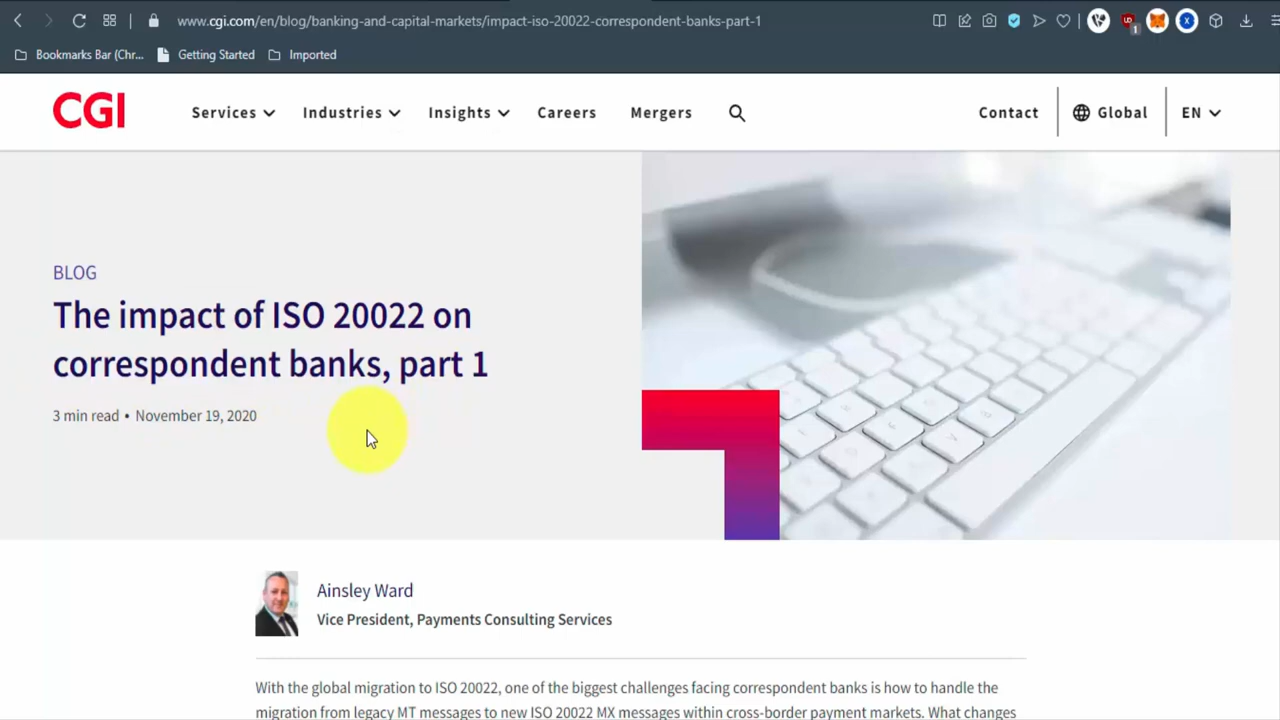 www.cgi.com/en/blog/banking-and-capital-markets/impact-iso-20022-correspondent-banks-part-1
Bookmarks Bar (Chr... Getting Started Imported
CGI Services Industries Insights Careers Mergers Contact Global EN
BLOG
The impact of ISO 20022 on
correspondent banks, part 1
3 min read • November 19, 2020
Ainsley Ward
Vice President, Payments Consulting Services
With the global migration to ISO 20022, one of the biggest challenges facing correspondent banks is how to handle the
migration from legacy MT messages to new ISO 20022 MX messages within cross-border payment markets. What changes